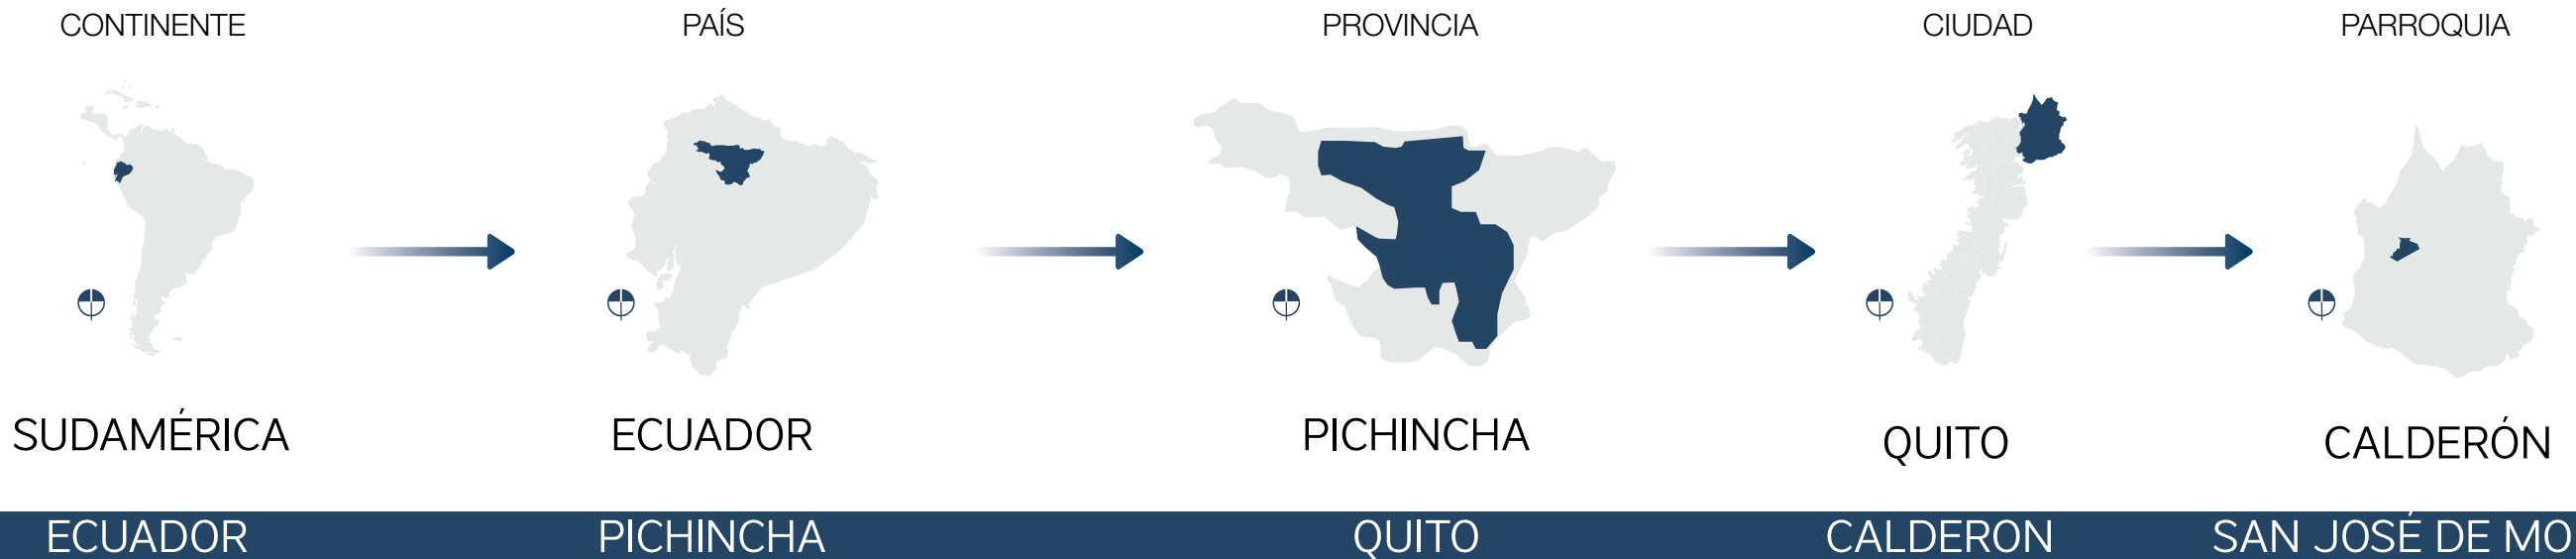 CONTINENTE
PAÍS
PROVINCIA
CIUDAD
PARROQUIA
SUDAMÉRICA
ECUADOR
PICHINCHA
QUITO
CALDERÓN
ECUADOR
PICHINCHA
QUITO
CALDERON
SAN JOSÉ DE MO